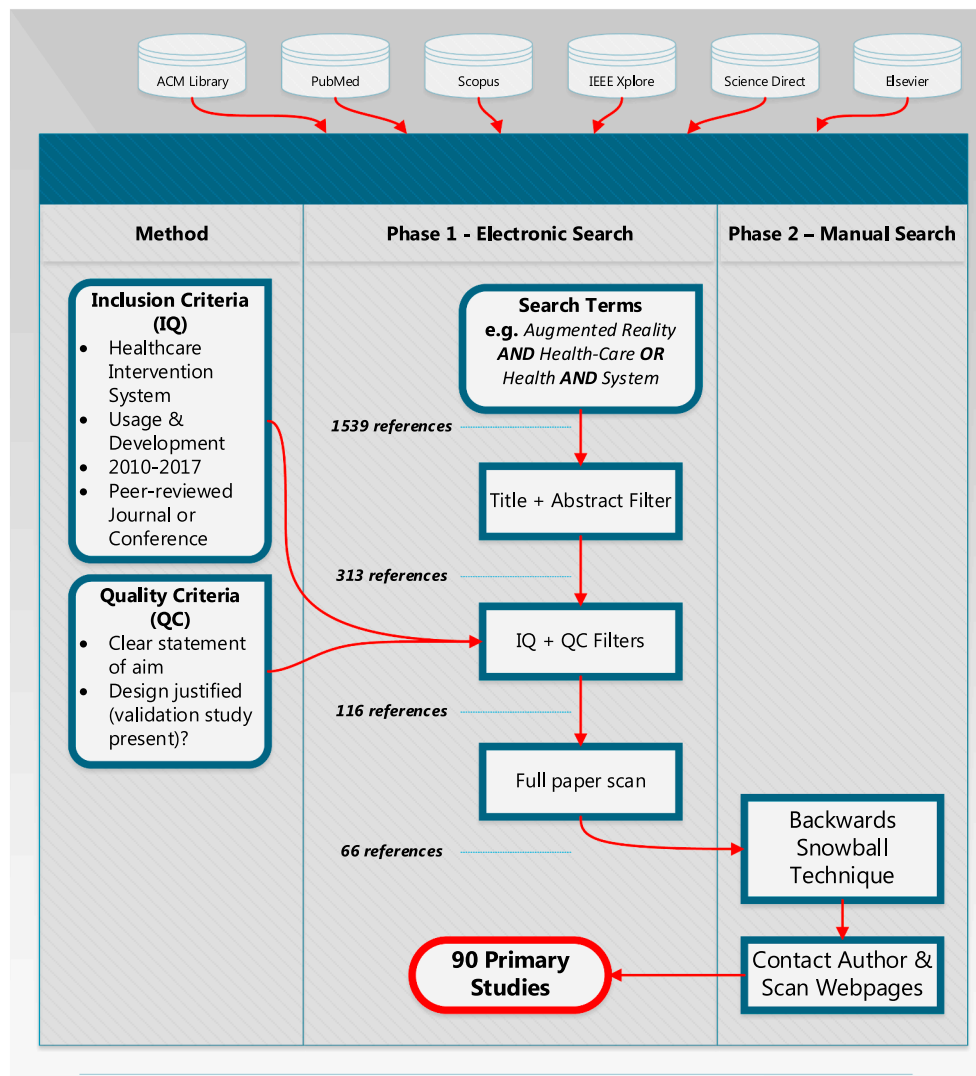 ACM Library
PubMed
Scopus
IEEE Xplore
Science Direct
Elsevier
Method
Phase 1 - Electronic Search
Phase 2 – Manual Search
Inclusion Criteria
(IQ)
• Healthcare
Intervention
System
• Usage &
Development
• 2010-2017
• Peer-reviewed
Journal or
Conference
Quality Criteria
(QC)
• Clear statement
of aim
• Design justified
(validation study
present)?
Search Terms
e.g. Augmented Reality
AND Health-Care OR
Health AND System
1539 references
Title + Abstract Filter
313 references
IQ + QC Filters
116 references
Full paper scan
66 references
Backwards
Snowball
Technique
Contact Author &
Scan Webpages
90 Primary
Studies